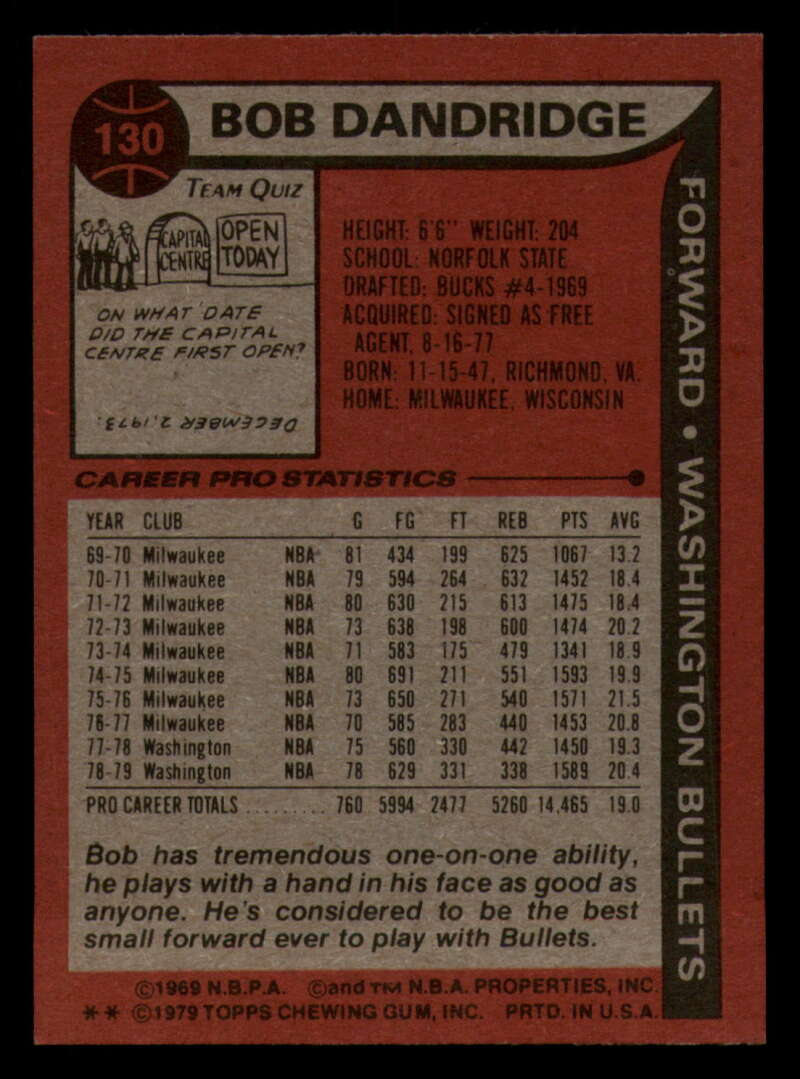 130
BOB DANDRIDGE
FORWARD • WASHINGTON BULLETS
TEAM QUIZ
CAPITAL
CENTRE
OPEN
TODAY
ON WHAT DATE
DID THE CAPITAL
CENTRE FIRST OPEN?
DECEMBER 2, 1973.
HEIGHT: 6'6" WEIGHT: 204
SCHOOL: NORFOLK STATE
DRAFTED: BUCKS #4-1969
ACQUIRED: SIGNED AS FREE
AGENT, 8-16-77
BORN: 11-15-47, RICHMOND, VA.
HOME: MILWAUKEE, WISCONSIN
CAREER PRO STATISTICS
YEAR CLUB G FG FT REB PTS AVG
69-70 Milwaukee NBA 81 434 199 625 1067 13.2
70-71 Milwaukee NBA 79 594 264 632 1452 18.4
71-72 Milwaukee NBA 80 630 215 613 1475 18.4
72-73 Milwaukee NBA 73 638 198 600 1474 20.2
73-74 Milwaukee NBA 71 583 175 479 1341 18.9
74-75 Milwaukee NBA 80 691 211 551 1593 19.9
75-76 Milwaukee NBA 73 650 271 540 1571 21.5
76-77 Milwaukee NBA 70 585 283 440 1453 20.8
77-78 Washington NBA 75 560 330 442 1450 19.3
78-79 Washington NBA 78 629 331 338 1589 20.4
PRO CAREER TOTALS ......... 760 5994 2477 5260 14,465 19.0
Bob has tremendous one-on-one ability,
he plays with a hand in his face as good as
anyone. He's considered to be the best
small forward ever to play with Bullets.
©1969 N.B.P.A. ©and TM N.B.A. PROPERTIES, INC.
** ©1979 TOPPS CHEWING GUM, INC. PRTD. IN U.S.A.